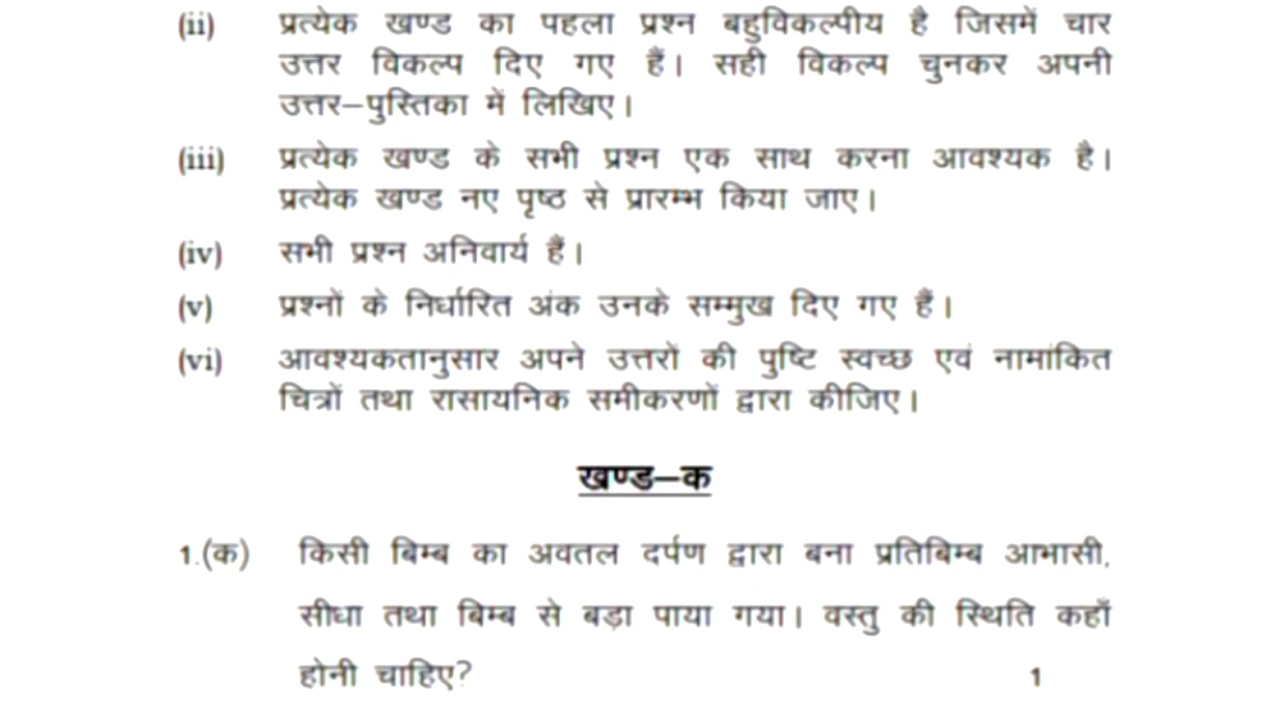 (ii) प्रत्येक खण्ड का पहला प्रश्न बहुविकल्पीय है जिसमें चार
उत्तर विकल्प दिए गए हैं। सही विकल्प चुनकर अपनी
उत्तर–पुस्तिका में लिखिए।
(iii) प्रत्येक खण्ड के सभी प्रश्न एक साथ करना आवश्यक है।
प्रत्येक खण्ड नए पृष्ठ से प्रारम्भ किया जाए।
(iv) सभी प्रश्न अनिवार्य हैं।
(v) प्रश्नों के निर्धारित अंक उनके सम्मुख दिए गए हैं।
(vi) आवश्यकतानुसार अपने उत्तरों की पुष्टि स्वच्छ एवं नामांकित
चित्रों तथा रासायनिक समीकरणों द्वारा कीजिए।
खण्ड–क
1.(क) किसी बिम्ब का अवतल दर्पण द्वारा बना प्रतिबिम्ब आभासी,
सीधा तथा बिम्ब से बड़ा पाया गया। वस्तु की स्थिति कहाँ
होनी चाहिए? 1